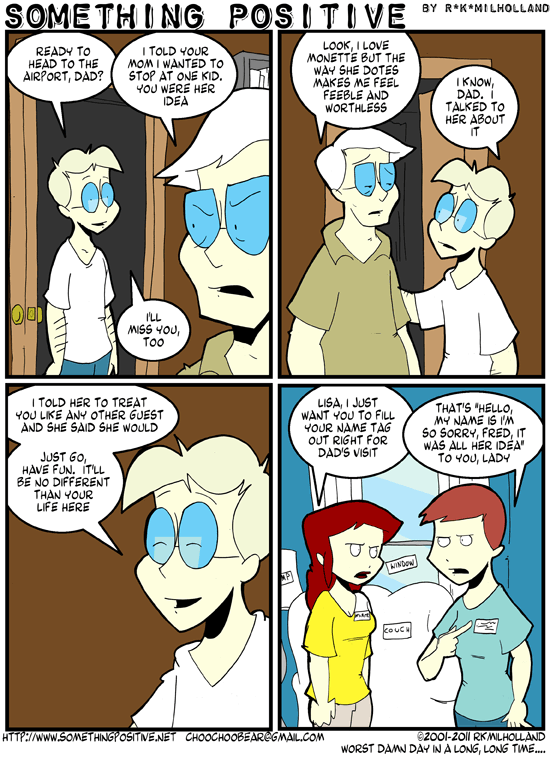 SOMETHING POSITIVE
BY R*K*MILHOLLAND
READY TO
HEAD TO THE
AIRPORT, DAD?
I TOLD YOUR
MOM I WANTED TO
STOP AT ONE KID.
YOU WERE HER
IDEA
I'LL
MISS YOU,
TOO
LOOK, I LOVE
MONETTE BUT THE
WAY SHE DOTES
MAKES ME FEEL
FEEBLE AND
WORTHLESS
I KNOW,
DAD. I
TALKED TO
HER ABOUT
IT
I TOLD HER TO TREAT
YOU LIKE ANY OTHER GUEST
AND SHE SAID SHE WOULD
JUST GO,
HAVE FUN. IT'LL
BE NO DIFFERENT
THAN YOUR
LIFE HERE
LISA, I JUST
WANT YOU TO FILL
YOUR NAME TAG
OUT RIGHT FOR
DAD'S VISIT
THAT'S "HELLO,
MY NAME IS I'M
SO SORRY, FRED, IT
WAS ALL HER IDEA"
TO YOU, LADY
WINDOW
COUCH
HTTP://WWW.SOMETHINGPOSITIVE.NET CHOOCHOOBEAR@GMAIL.COM
©2001-2011 RKMILHOLLAND
WORST DAMN DAY IN A LONG, LONG TIME....